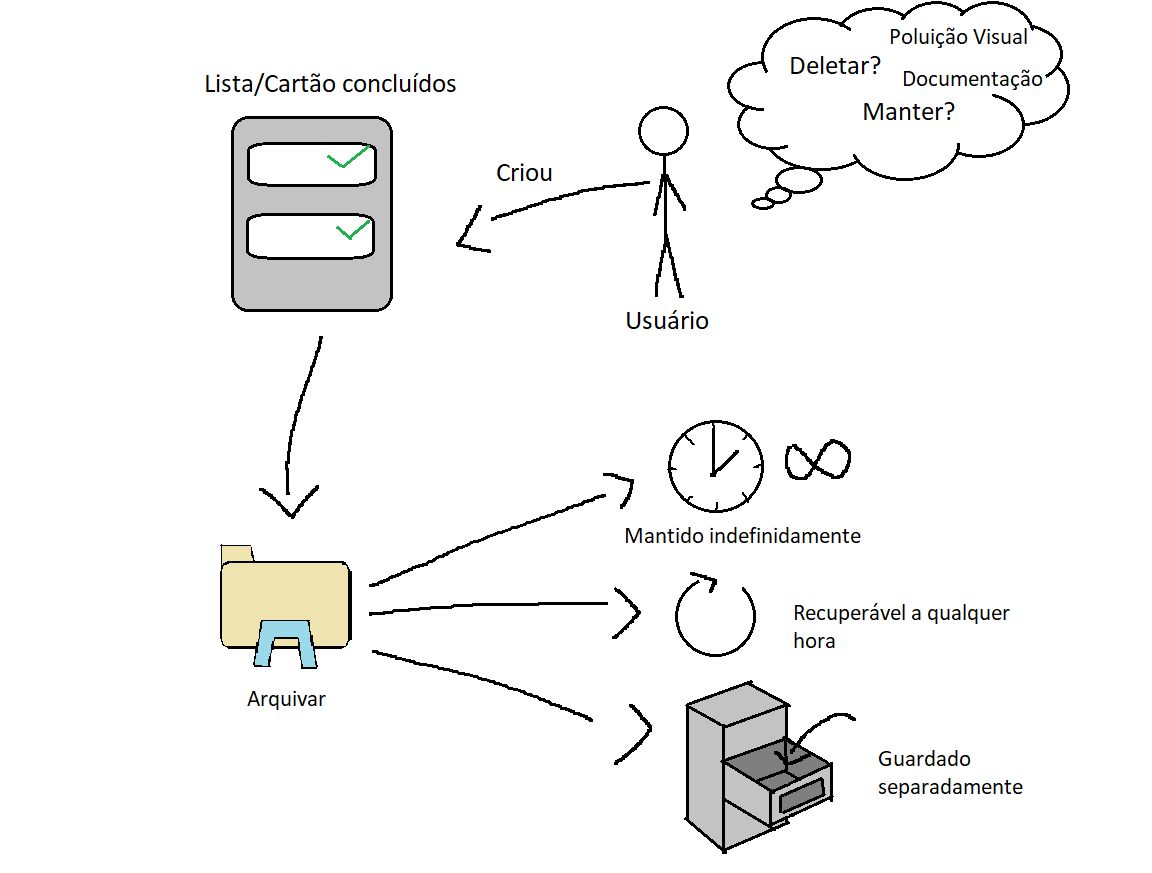 Poluição Visual
Deletar?
Documentação
Manter?
Lista/Cartão concluídos
Criou
Usuário
Mantido indefinidamente
Recuperável a qualquer
hora
Arquivar
Guardado
separadamente